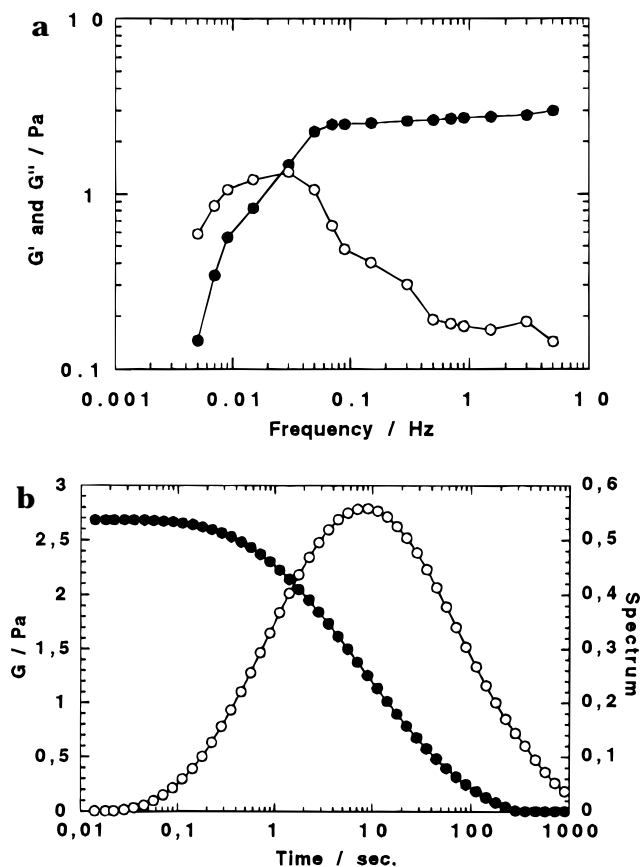 a
1 0
1
0.1
G' and G'' / Pa
0.001 0.01 0.1 1 1 0
Frequency / Hz
b
3
2,5
2
1,5
1
0,5
0
G / Pa
0,6
0,5
0,4
0,3
0,2
0,1
0
Spectrum
0,01 0,1 1 10 100 1000
Time / sec.